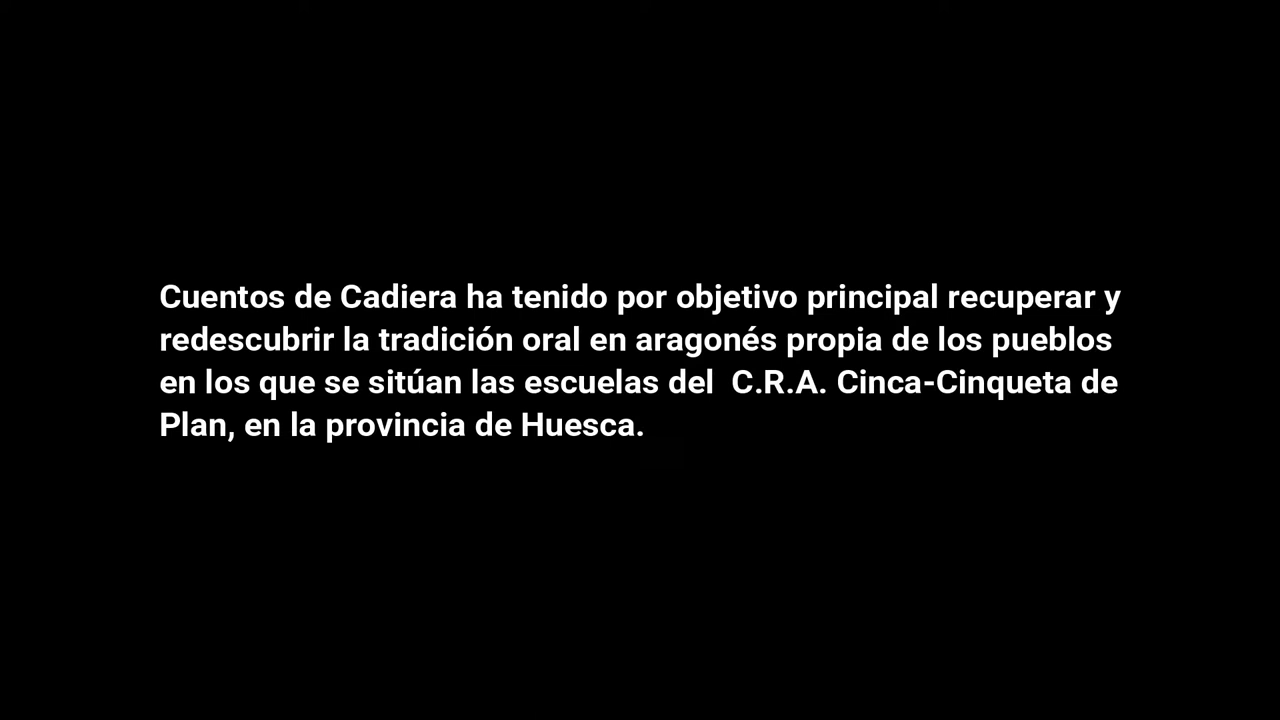 Cuentos de Cadiera ha tenido por objetivo principal recuperar y
redescubrir la tradición oral en aragonés propia de los pueblos
en los que se sitúan las escuelas del  C.R.A. Cinca-Cinqueta de
Plan, en la provincia de Huesca.